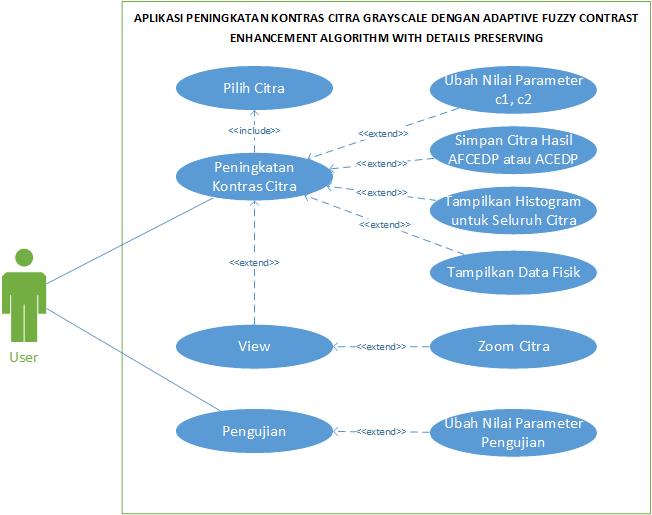 APLIKASI PENINGKATAN KONTRAS CITRA GRAYSCALE DENGAN ADAPTIVE FUZZY CONTRAST
ENHANCEMENT ALGORITHM WITH DETAILS PRESERVING
Pilih Citra
Ubah Nilai Parameter
c1, c2
<<include>>
<<extend>>
Simpan Citra Hasil
AFCEDP atau ACEDP
<<extend>>
Peningkatan
Kontras Citra
<<extend>>
Tampilkan Histogram
untuk Seluruh Citra
<<extend>>
<<extend>>
Tampilkan Data Fisik
User
View
<<extend>>
Zoom Citra
Pengujian
<<extend>>
Ubah Nilai Parameter
Pengujian